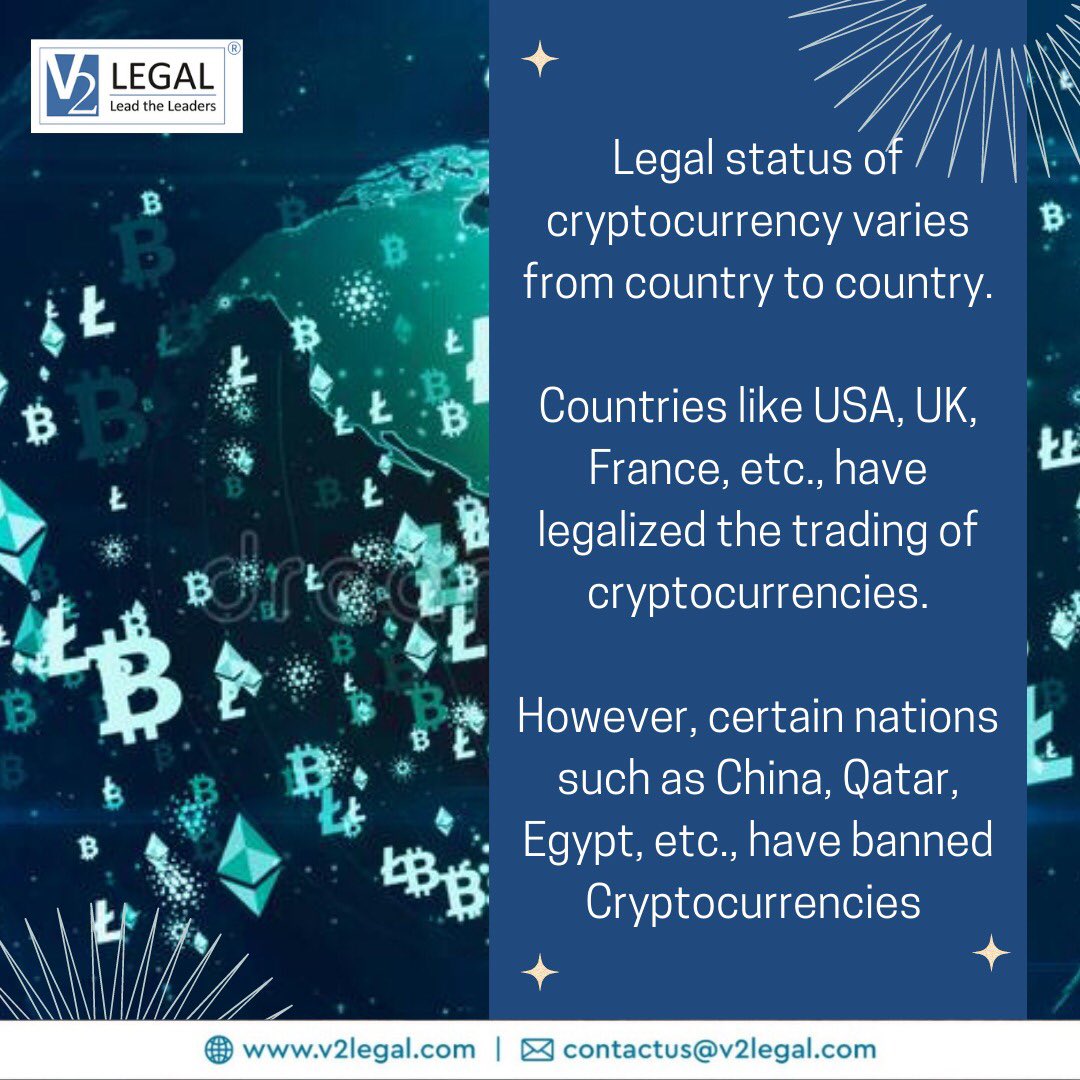 V2 LEGAL ®
Lead the Leaders
Legal status of
cryptocurrency varies
from country to country.
Countries like USA, UK,
France, etc., have
legalized the trading of
cryptocurrencies.
However, certain nations
such as China, Qatar,
Egypt, etc., have banned
Cryptocurrencies
www.v2legal.com | contactus@v2legal.com